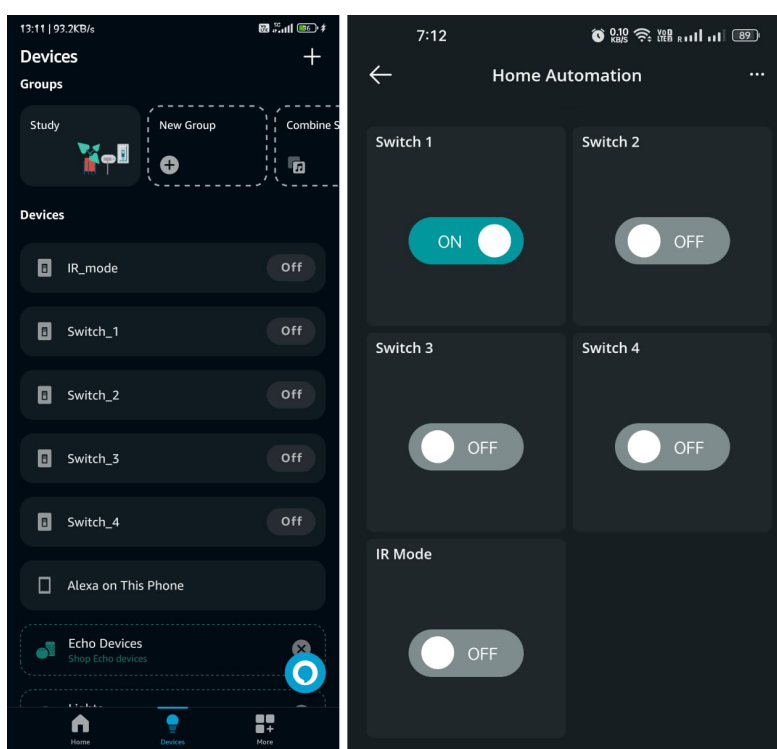 13:11 | 93.2KB/s
Devices
Groups
Study
New Group
Combine S
Devices
IR_mode
Off
Switch_1
Off
Switch_2
Off
Switch_3
Off
Switch_4
Off
Alexa on This Phone
Echo Devices
Shop Echo devices
Lights
Home
Devices
More
7:12
0.10
KB/S
89
Home Automation
Switch 1
Switch 2
ON
OFF
Switch 3
Switch 4
OFF
OFF
IR Mode
OFF